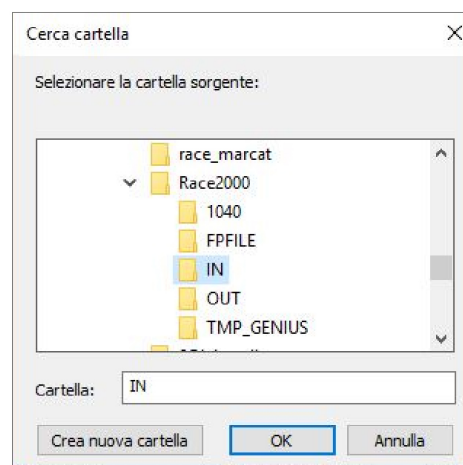 Cerca cartella
Selezionare la cartella sorgente:
race_marcat
Race2000
1040
FPFILE
IN
OUT
TMP_GENIUS
Cartella: IN
Crea nuova cartella OK Annulla